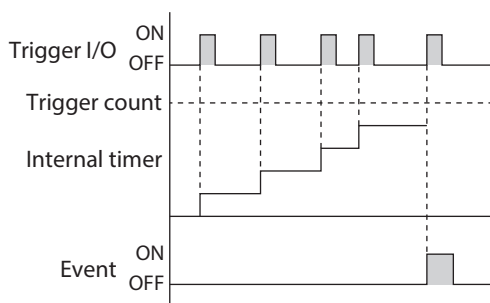 ON
Trigger I/O
OFF
Trigger count
Internal timer
ON
Event
OFF